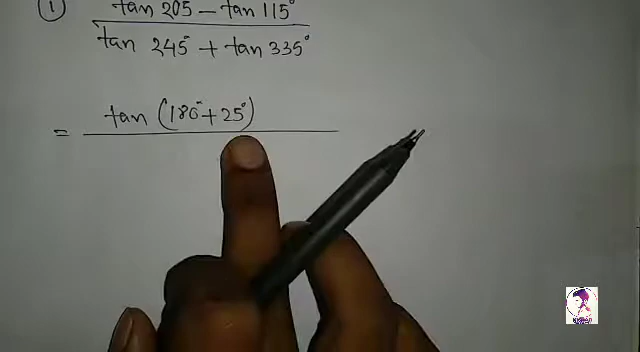 ① tan 205 − tan 115°
tan 245° + tan 335°
= tan (180° + 25°)